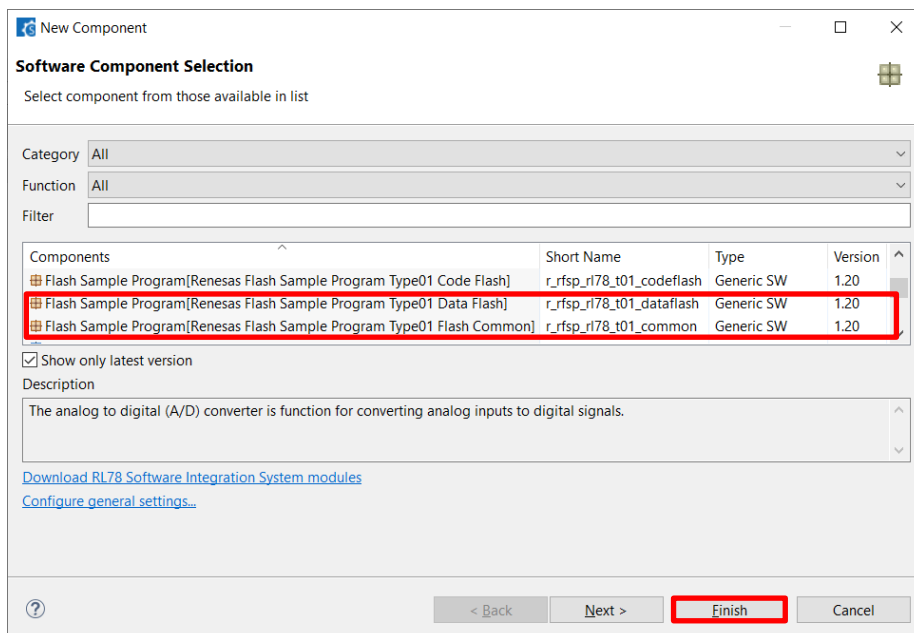 New Component
Software Component Selection
Select component from those available in list
Category All
Function All
Filter
Components Short Name Type Version
Flash Sample Program[Renesas Flash Sample Program Type01 Code Flash] r_rfsp_rl78_t01_codeflash Generic SW 1.20
Flash Sample Program[Renesas Flash Sample Program Type01 Data Flash] r_rfsp_rl78_t01_dataflash Generic SW 1.20
Flash Sample Program[Renesas Flash Sample Program Type01 Flash Common] r_rfsp_rl78_t01_common Generic SW 1.20
Show only latest version
Description
The analog to digital (A/D) converter is function for converting analog inputs to digital signals.
Download RL78 Software Integration System modules
Configure general settings...
? < Back Next > Finish Cancel